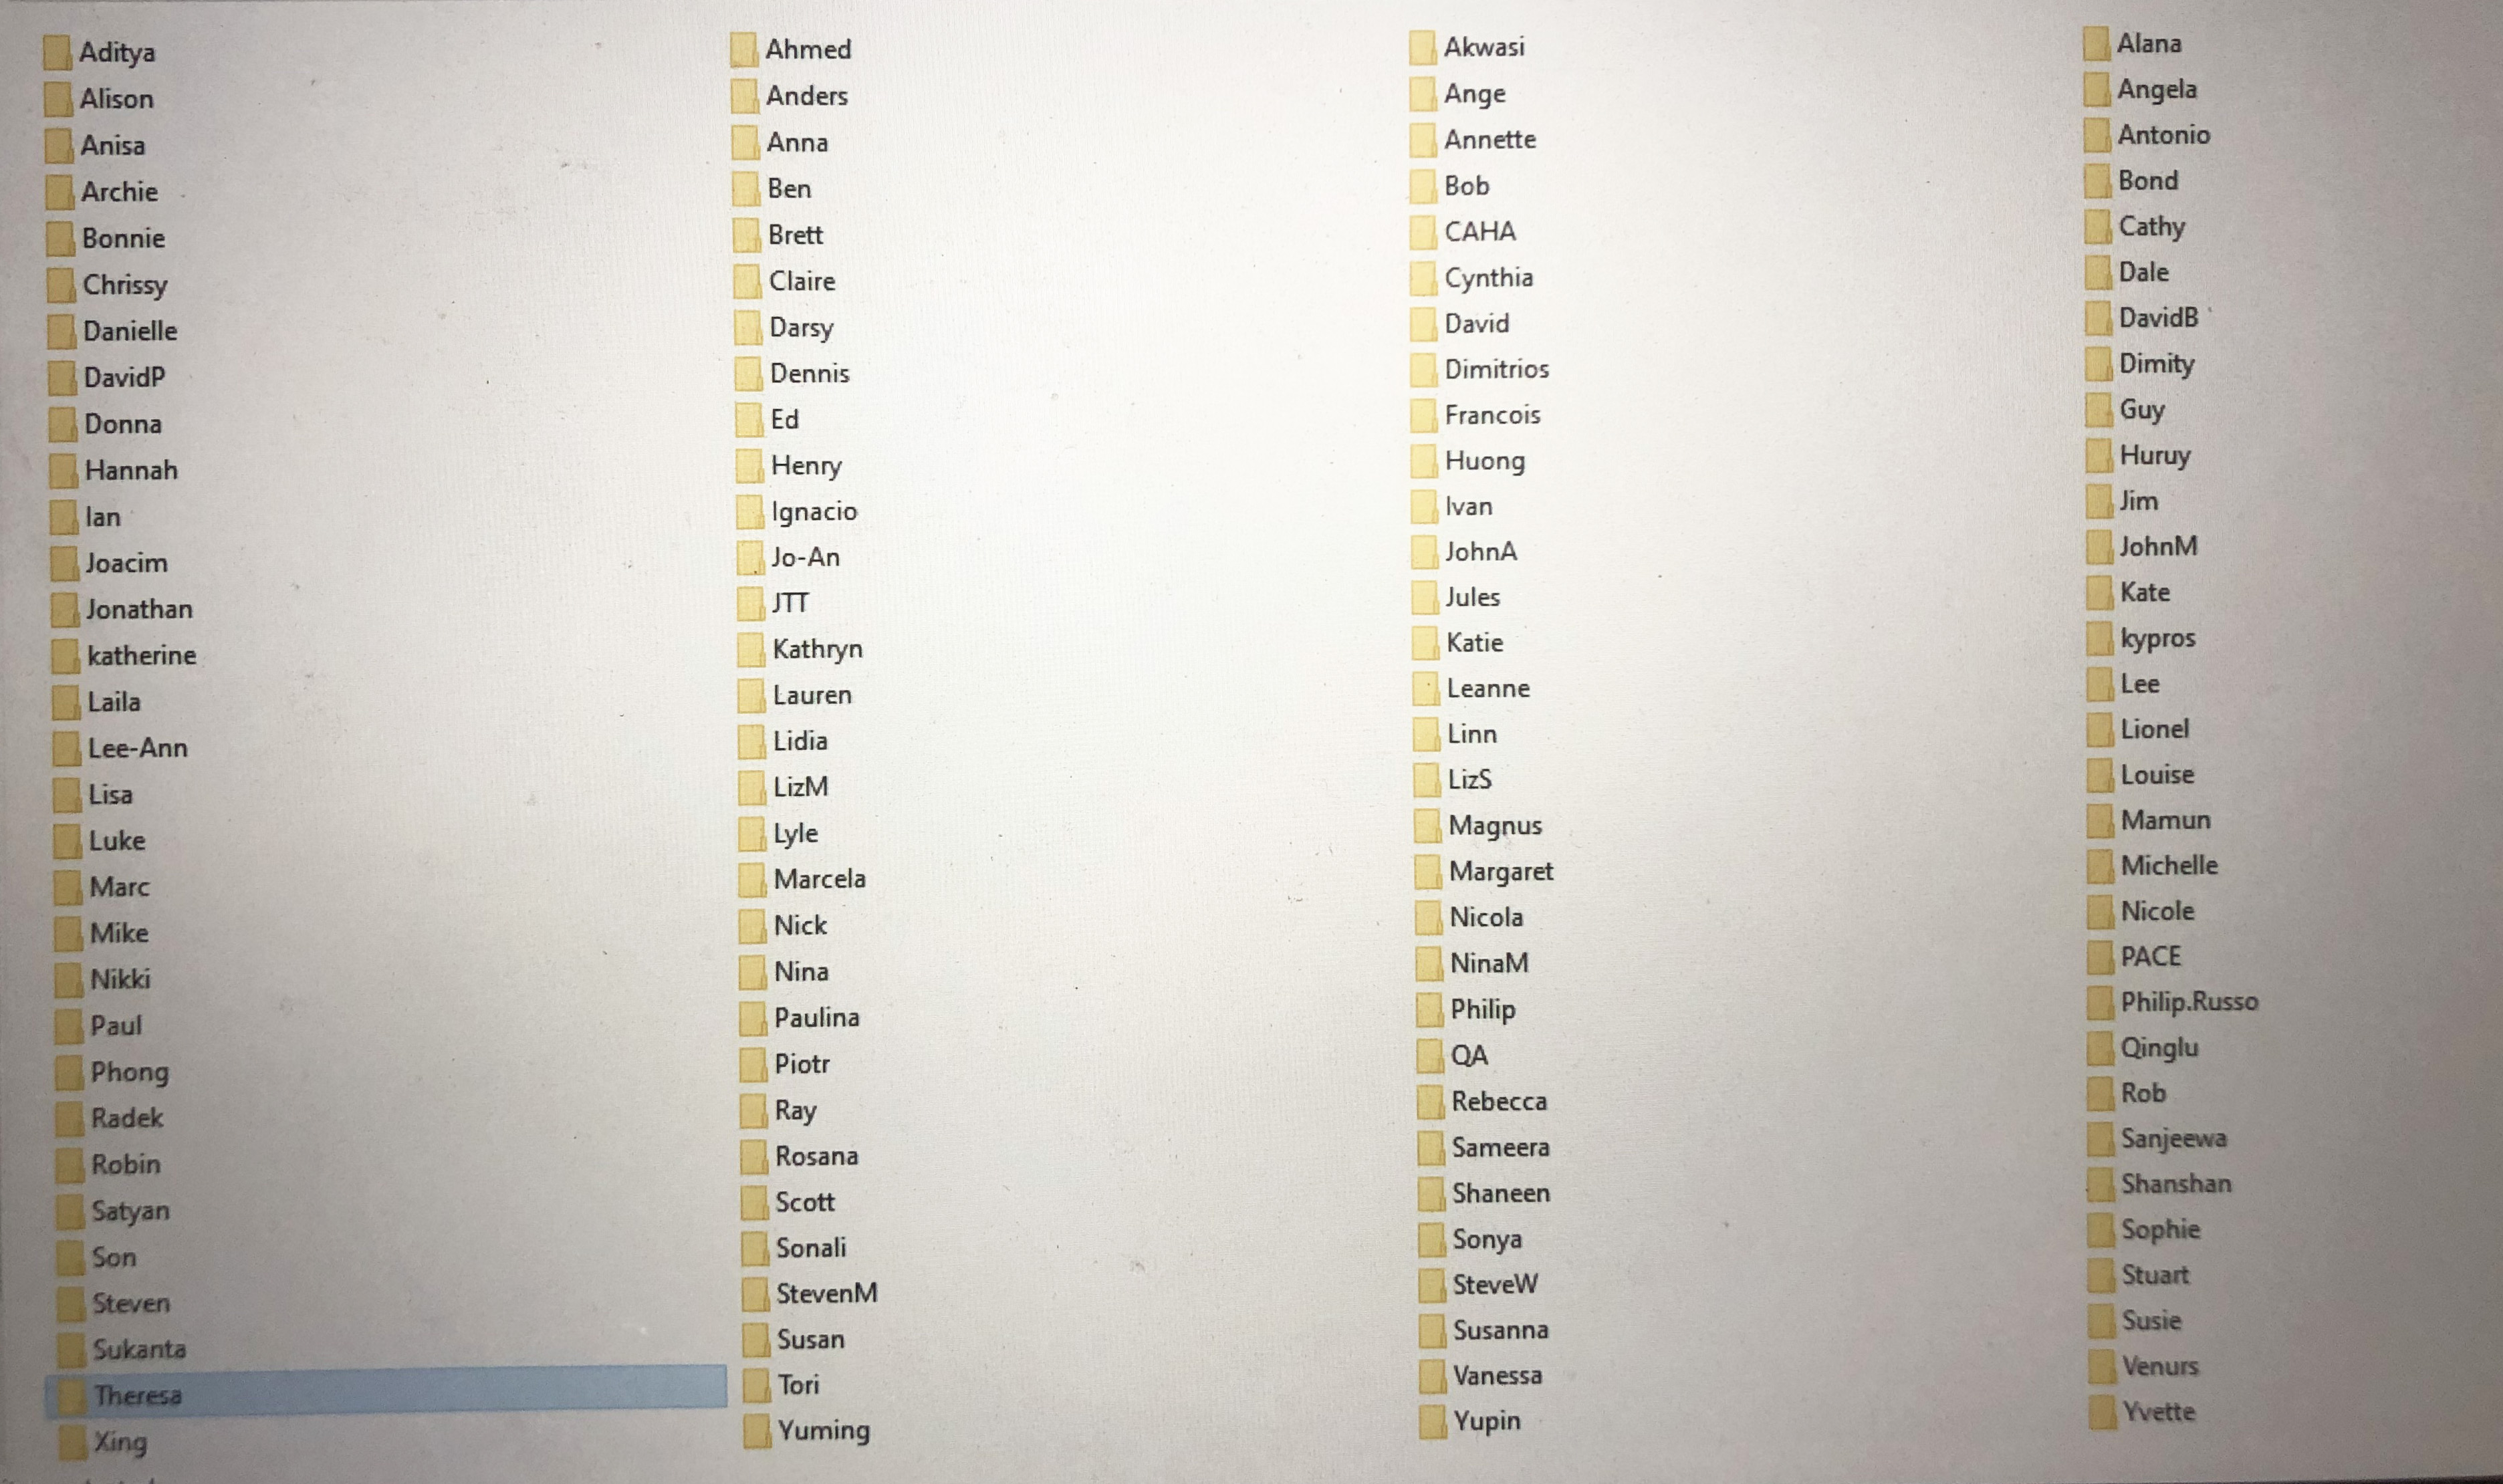 Aditya Ahmed Akwasi Alana
Alison Anders Ange Angela
Anisa Anna Annette Antonio
Archie Ben Bob Bond
Bonnie Brett CAHA Cathy
Chrissy Claire Cynthia Dale
Danielle Darsy David DavidB
DavidP Dennis Dimitrios Dimity
Donna Ed Francois Guy
Hannah Henry Huong Huruy
Ian Ignacio Ivan Jim
Joacim Jo-An JohnA JohnM
Jonathan JTT Jules Kate
katherine Kathryn Katie kypros
Laila Lauren Leanne Lee
Lee-Ann Lidia Linn Lionel
Lisa LizM LizS Louise
Luke Lyle Magnus Mamun
Marc Marcela Margaret Michelle
Mike Nick Nicola Nicole
Nikki Nina NinaM PACE
Paul Paulina Philip Philip.Russo
Phong Piotr QA Qinglu
Radek Ray Rebecca Rob
Robin Rosana Sameera Sanjeewa
Satyan Scott Shaneen Shanshan
Son Sonali Sonya Sophie
Steven StevenM SteveW Stuart
Sukanta Susan Susanna Susie
Theresa Tori Vanessa Venurs
Xing Yuming Yupin Yvette